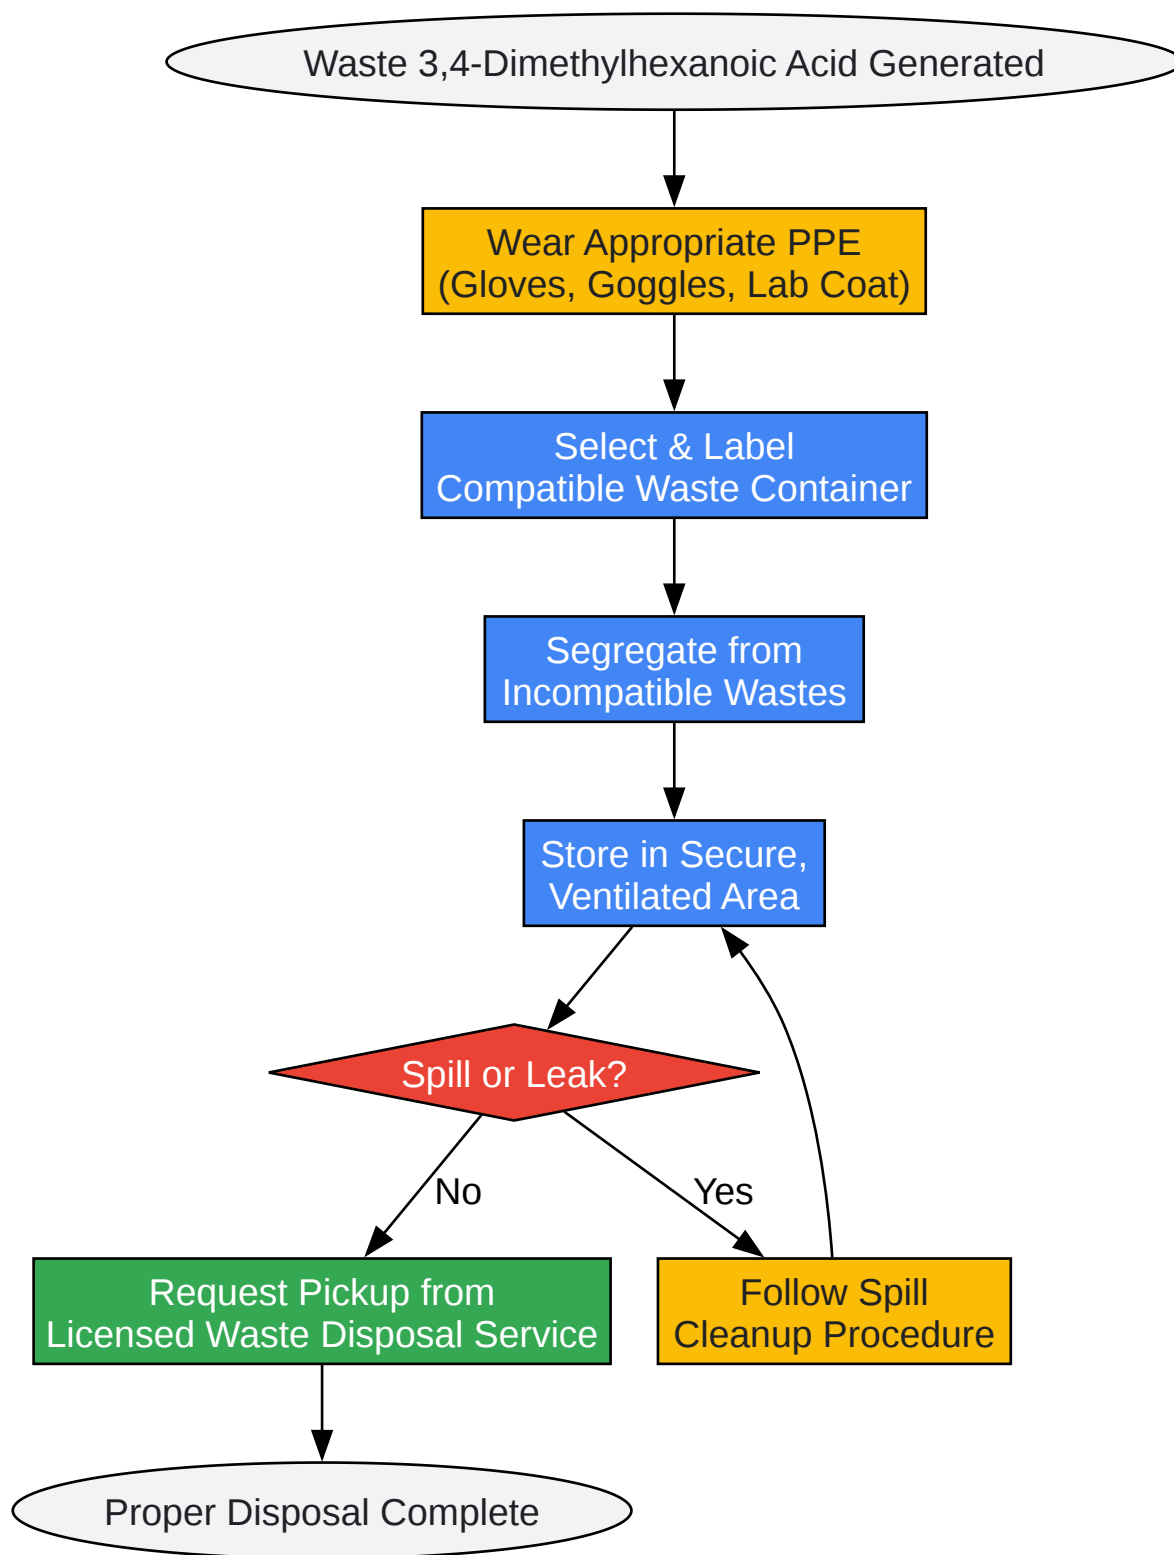 Waste 3,4-Dimethylhexanoic Acid Generated
Wear Appropriate PPE
(Gloves, Goggles, Lab Coat)
Select & Label
Compatible Waste Container
Segregate from
Incompatible Wastes
Store in Secure,
Ventilated Area
Spill or Leak?
No
Yes
Request Pickup from
Licensed Waste Disposal Service
Follow Spill
Cleanup Procedure
Proper Disposal Complete